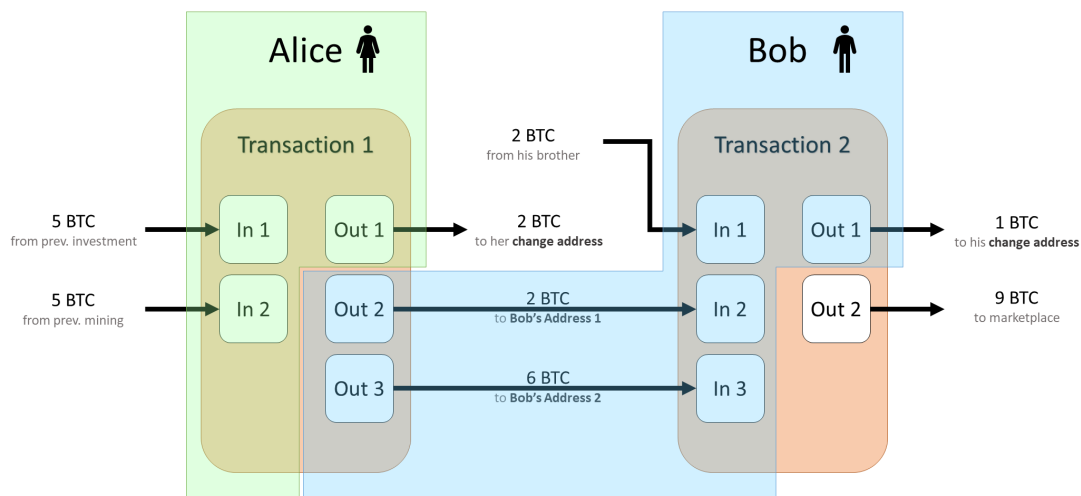 Alice
Bob
Transaction 1
2 BTC
from his brother
Transaction 2
5 BTC
from prev. investment
In 1
Out 1
2 BTC
to her change address
In 1
Out 1
1 BTC
to his change address
5 BTC
from prev. mining
In 2
Out 2
2 BTC
to Bob's Address 1
In 2
Out 2
9 BTC
to marketplace
Out 3
6 BTC
to Bob's Address 2
In 3